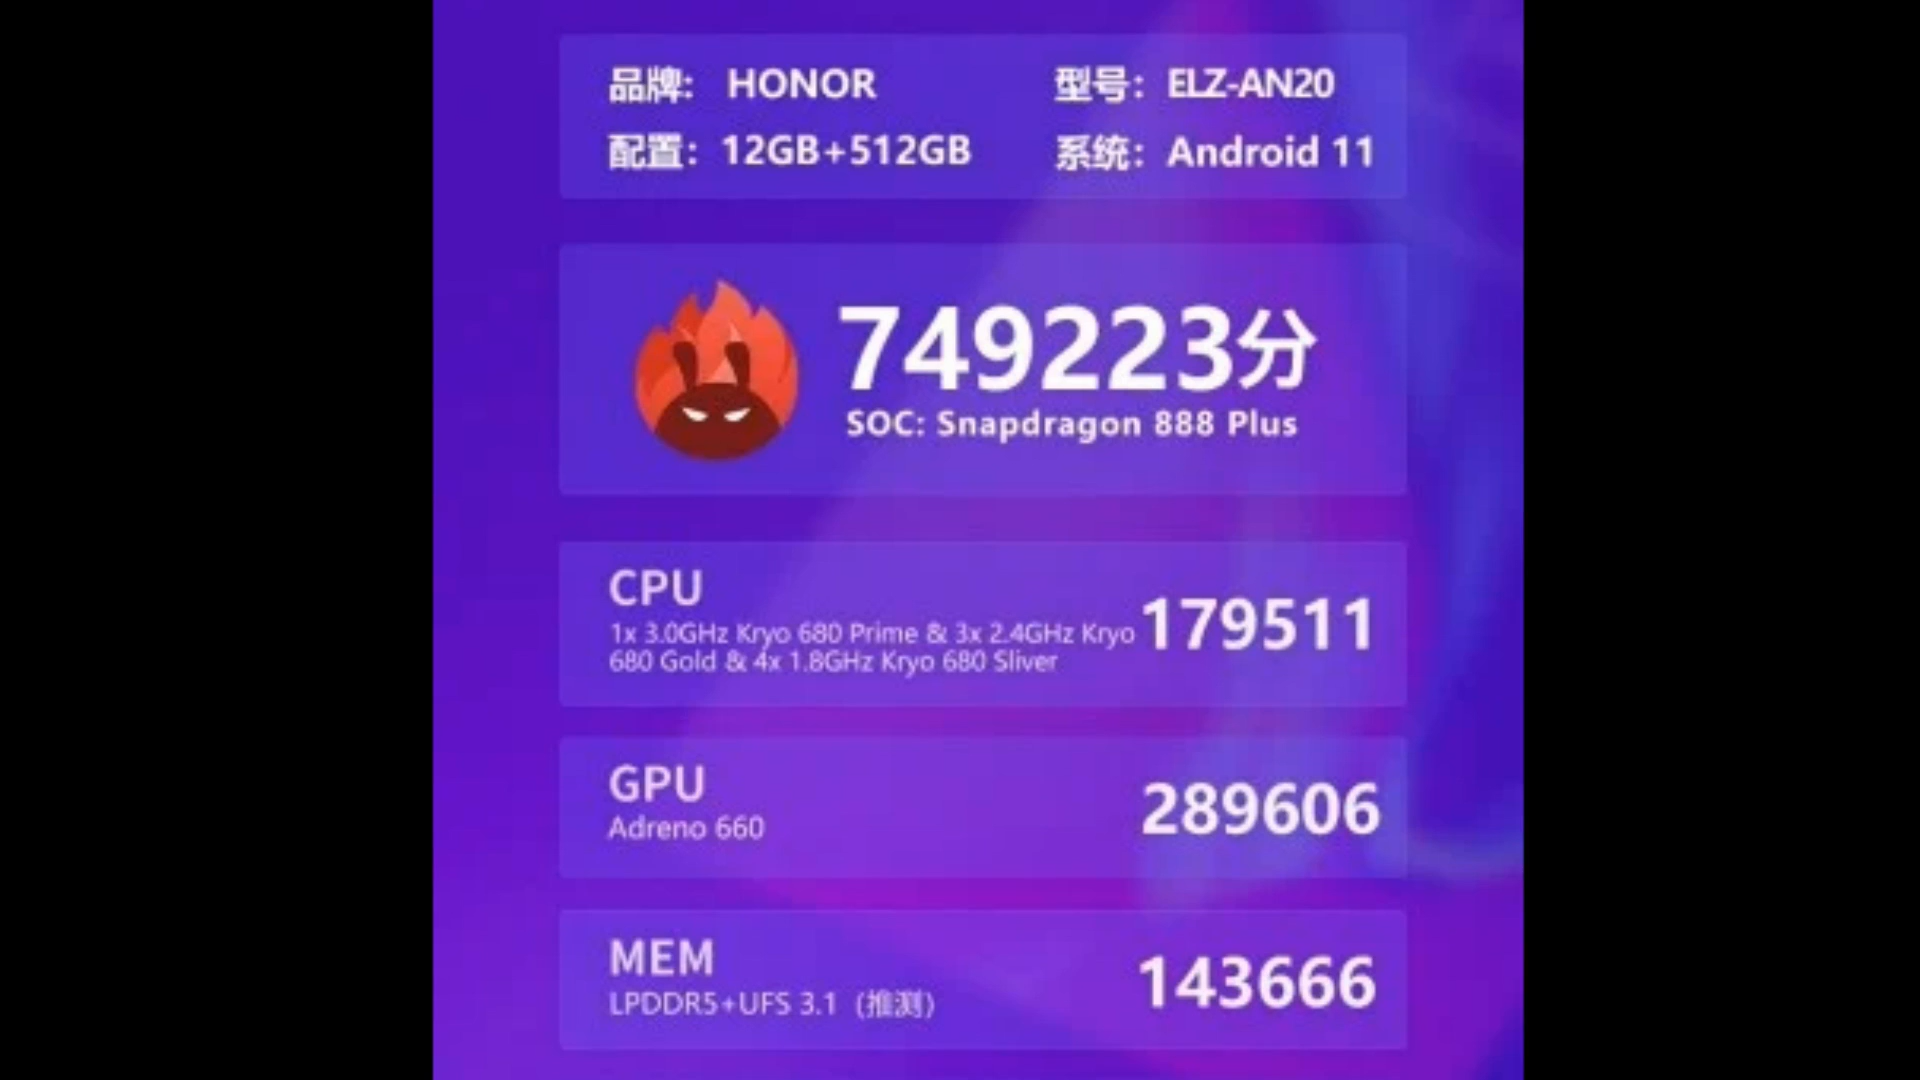 品牌: HONOR 型号: ELZ-AN20
配置: 12GB+512GB 系统: Android 11
749223分
SOC: Snapdragon 888 Plus
CPU
1x 3.0GHz Kryo 680 Prime & 3x 2.4GHz Kryo
680 Gold & 4x 1.8GHz Kryo 680 Sliver
179511
GPU
Adreno 660
289606
MEM
LPDDR5+UFS 3.1 (推测)
143666